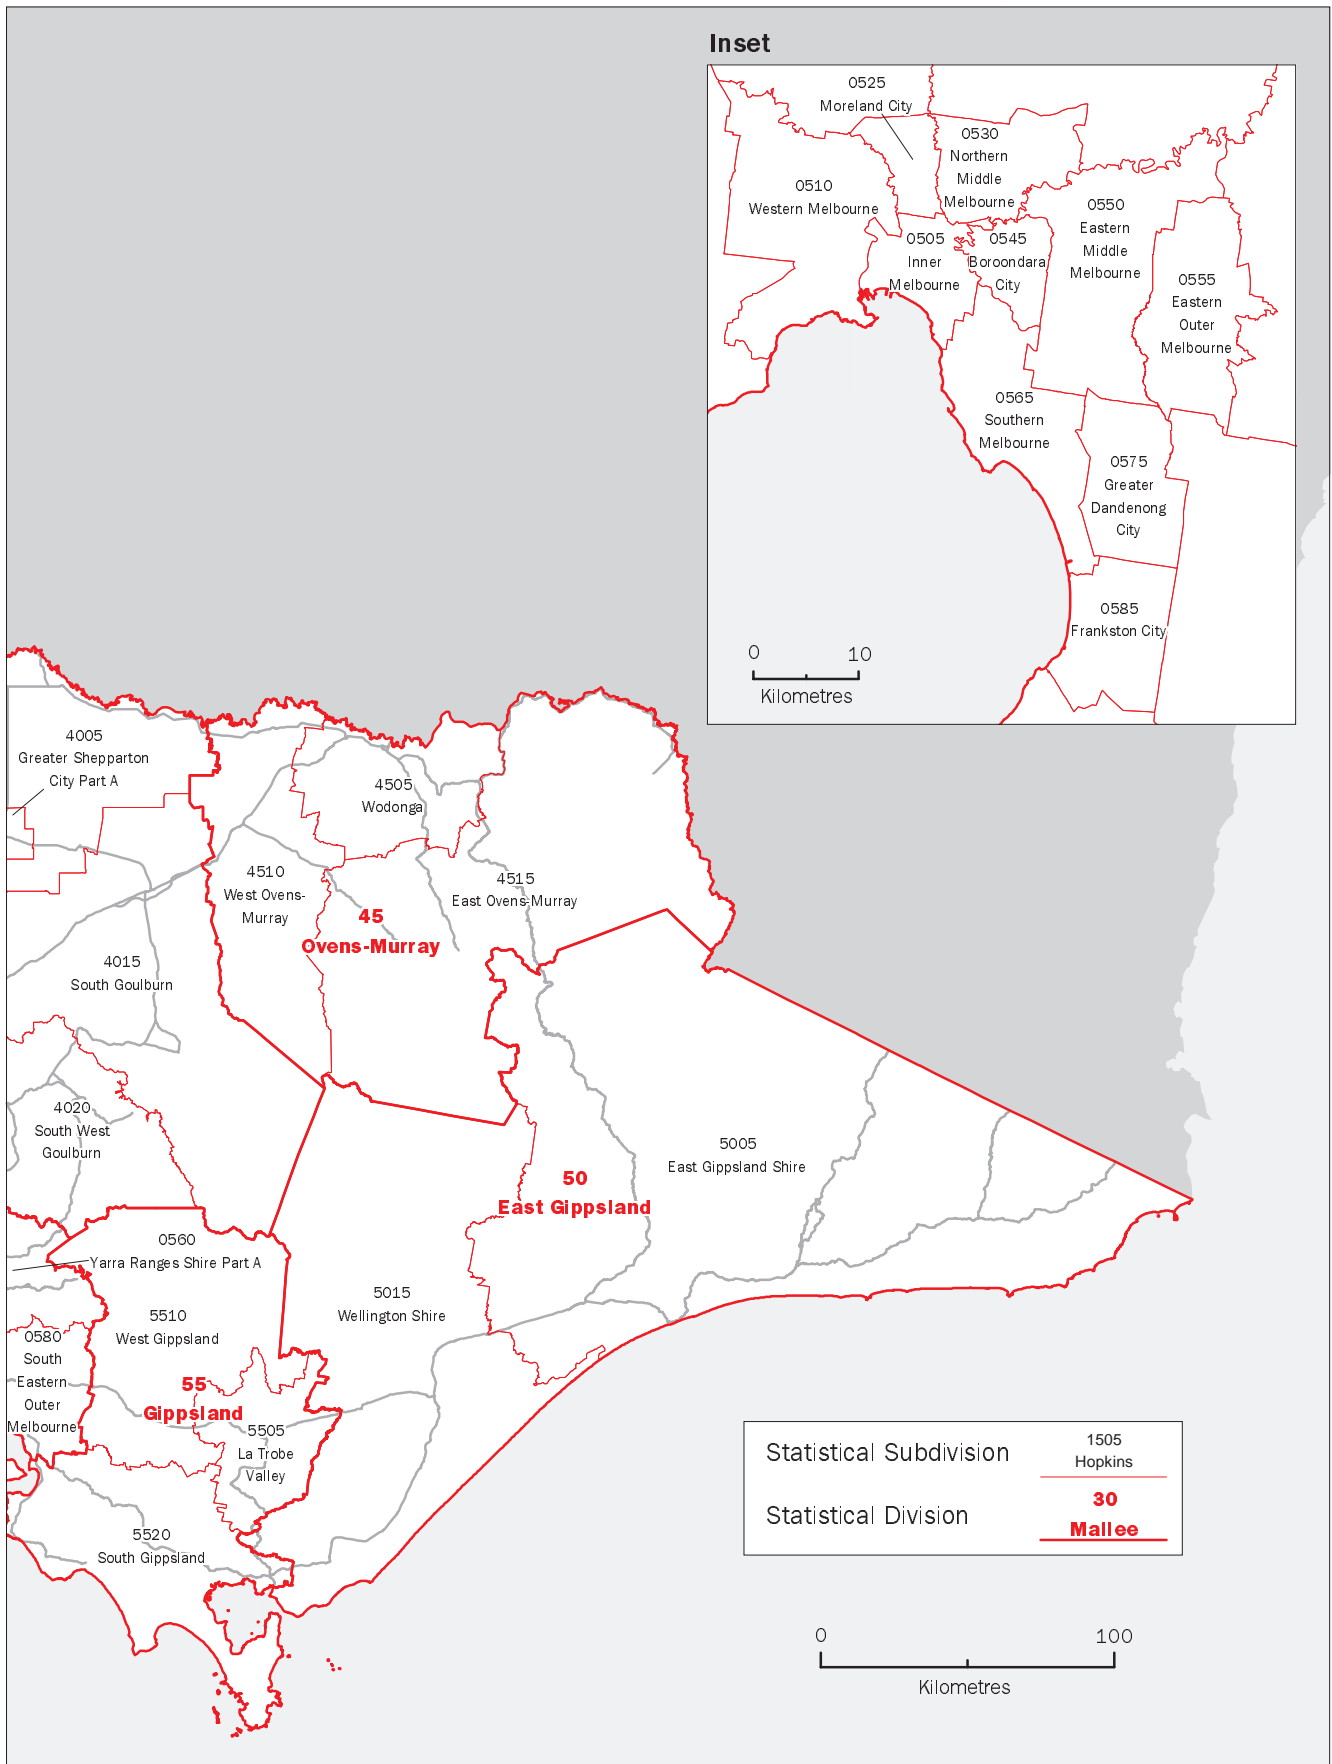 Inset
0525
Moreland City
0530
Northern
Middle
Melbourne
0510
Western Melbourne
0550
Eastern
Middle
Melbourne
0505
Inner
Melbourne
0545
Boroondara
City
0555
Eastern
Outer
Melbourne
0565
Southern
Melbourne
0575
Greater
Dandenong
City
0585
Frankston City
0 10
Kilometres
4005
Greater Shepparton
City Part A
4505
Wodonga
4510
West Ovens-
Murray
4515
East Ovens-Murray
45
Ovens-Murray
4015
South Goulburn
4020
South West
Goulburn
5005
East Gippsland Shire
50
East Gippsland
0560
Yarra Ranges Shire Part A
5015
Wellington Shire
5510
West Gippsland
0580
South
Eastern
Outer
Melbourne
55
Gippsland
5505
La Trobe
Valley
5520
South Gippsland
Statistical Subdivision
1505
Hopkins
Statistical Division
30
Mallee
0 100
Kilometres